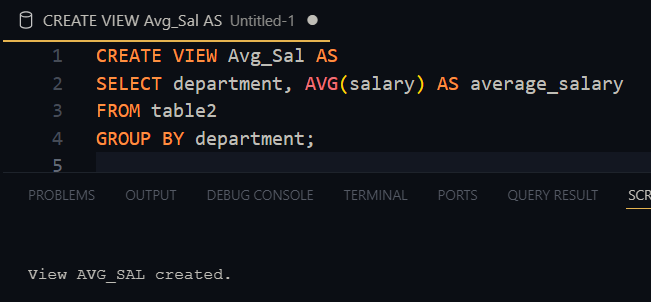 CREATE VIEW Avg_Sal AS Untitled-1
1 CREATE VIEW Avg_Sal AS
2 SELECT department, AVG(salary) AS average_salary
3 FROM table2
4 GROUP BY department;
5
PROBLEMS OUTPUT DEBUG CONSOLE TERMINAL PORTS QUERY RESULT SCR
View AVG_SAL created.